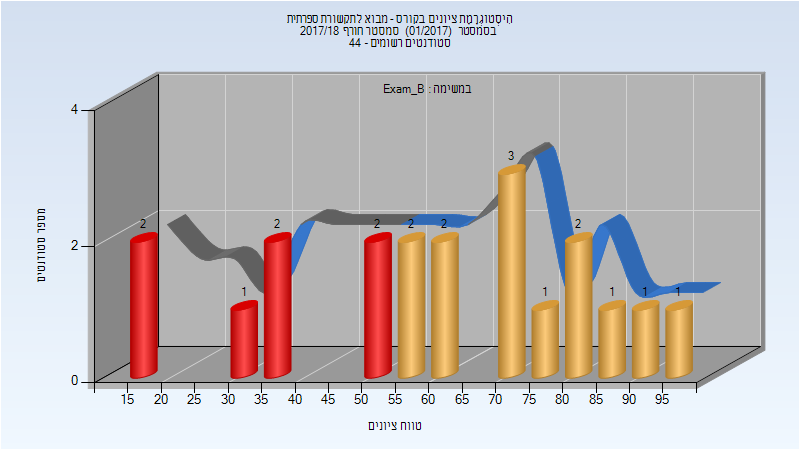 היסטוגרמת ציונים בקורס - מבוא לתקשורת ספרתית
בסמסטר (01/2017) סמסטר חורף 2017/18
סטודנטים רשומים - 44
במשימה : Exam_B
מספר סטודנטים
4
2
0
2
1
2
2
2
2
3
1
2
1
1
1
15 20 25 30 35 40 45 50 55 60 65 70 75 80 85 90 95
טווח ציונים